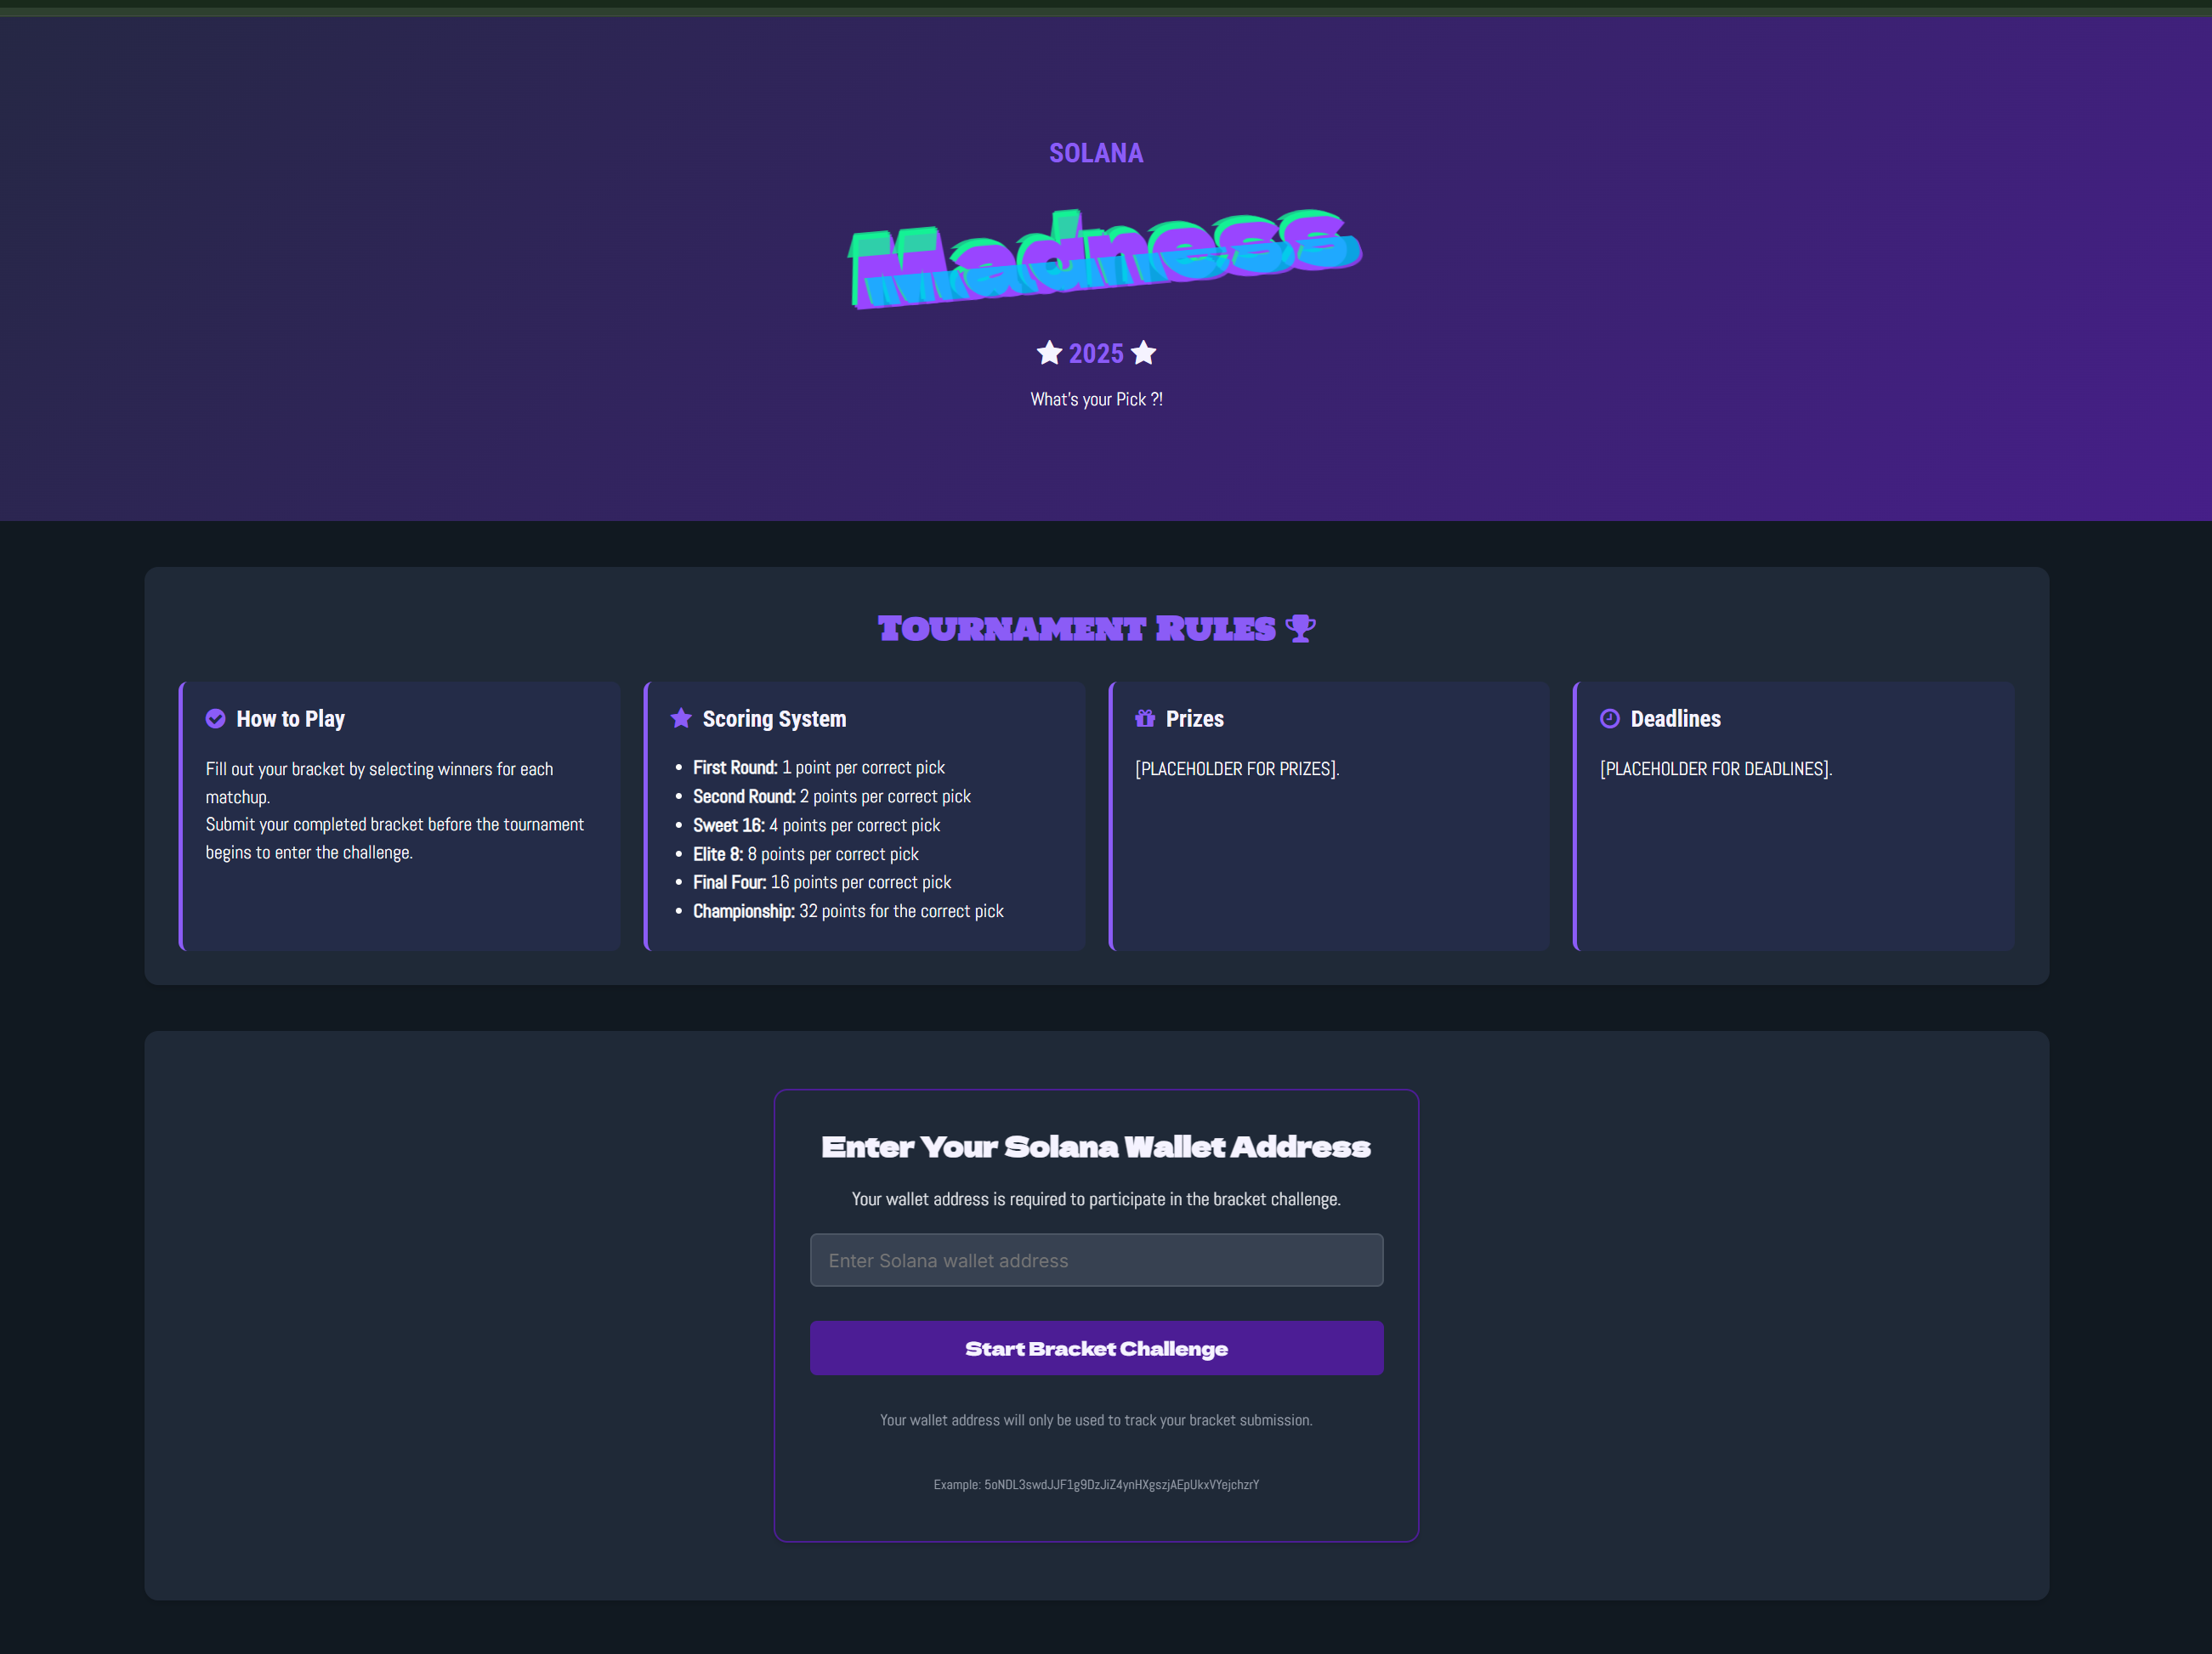 SOLANA
Madness
2025
What's your Pick ?!
Tournament Rules
How to Play
Fill out your bracket by selecting winners for each
matchup.
Submit your completed bracket before the tournament
begins to enter the challenge.
Scoring System
• First Round: 1 point per correct pick
• Second Round: 2 points per correct pick
• Sweet 16: 4 points per correct pick
• Elite 8: 8 points per correct pick
• Final Four: 16 points per correct pick
• Championship: 32 points for the correct pick
Prizes
[PLACEHOLDER FOR PRIZES].
Deadlines
[PLACEHOLDER FOR DEADLINES].
Enter Your Solana Wallet Address
Your wallet address is required to participate in the bracket challenge.
Enter Solana wallet address
Start Bracket Challenge
Your wallet address will only be used to track your bracket submission.
Example: 5oNDL3swdJJF1g9DzJiZ4ynHXgszjAEpUkxVYejchzrY